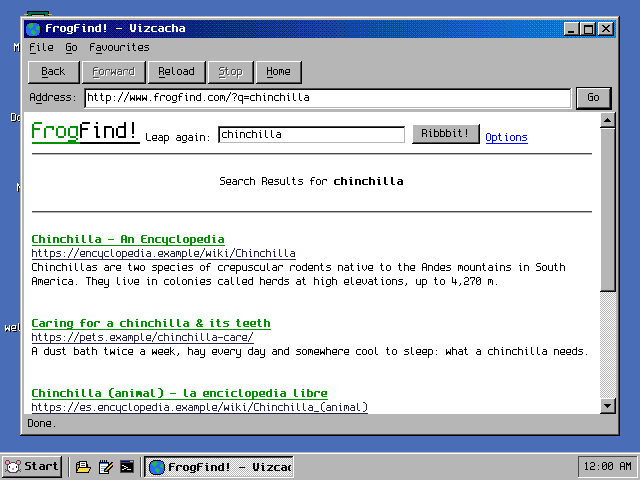 FrogFind! - Vizcacha
File Go Favourites
Back Forward Reload Stop Home
Address: http://www.frogfind.com/?q=chinchilla Go
FrogFind! Leap again: chinchilla Ribbbit! Options
Search Results for chinchilla
Chinchilla - An Encyclopedia
https://encyclopedia.example/wiki/Chinchilla
Chinchillas are two species of crepuscular rodents native to the Andes mountains in South
America. They live in colonies called herds at high elevations, up to 4,270 m.
Caring for a chinchilla & its teeth
https://pets.example/chinchilla-care/
A dust bath twice a week, hay every day and somewhere cool to sleep: what a chinchilla needs.
Chinchilla (animal) - la enciclopedia libre
https://es.encyclopedia.example/wiki/Chinchilla_(animal)
Done.
Start FrogFind! - Vizcac 12:00 AM